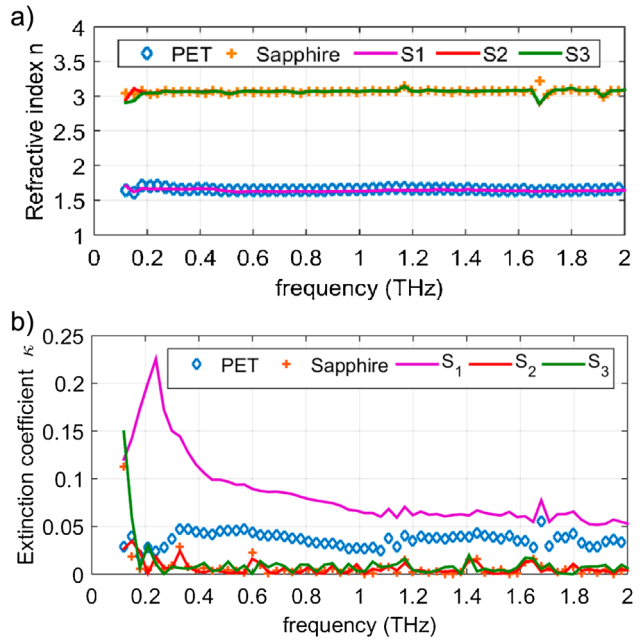 a)
Refractive index n
4
3.5
3
2.5
2
1.5
1
PET Sapphire S1 S2 S3
0 0.2 0.4 0.6 0.8 1 1.2 1.4 1.6 1.8 2
frequency (THz)
b)
Extinction coefficient κ
0.25
0.2
0.15
0.1
0.05
0
PET Sapphire S1 S2 S3
0 0.2 0.4 0.6 0.8 1 1.2 1.4 1.6 1.8 2
frequency (THz)